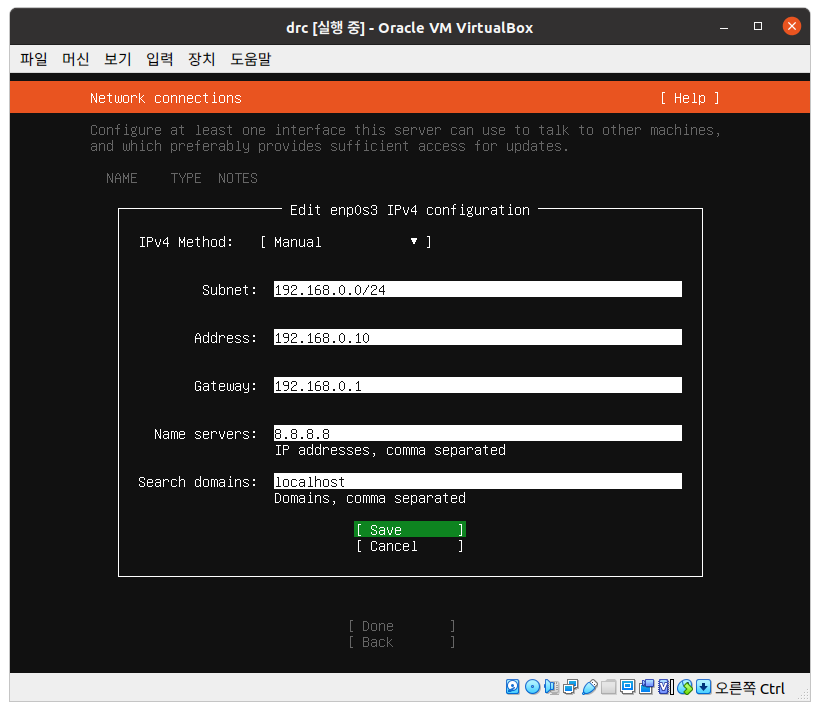 drc [실행 중] - Oracle VM VirtualBox
파일 머신 보기 입력 장치 도움말
Network connections [ Help ]
Configure at least one interface this server can use to talk to other machines,
and which preferably provides sufficient access for updates.
NAME TYPE NOTES
Edit enp0s3 IPv4 configuration
IPv4 Method: [ Manual ▼ ]
Subnet: 192.168.0.0/24
Address: 192.168.0.10
Gateway: 192.168.0.1
Name servers: 8.8.8.8
IP addresses, comma separated
Search domains: localhost
Domains, comma separated
[ Save ]
[ Cancel ]
[ Done ]
[ Back ]
오른쪽 Ctrl